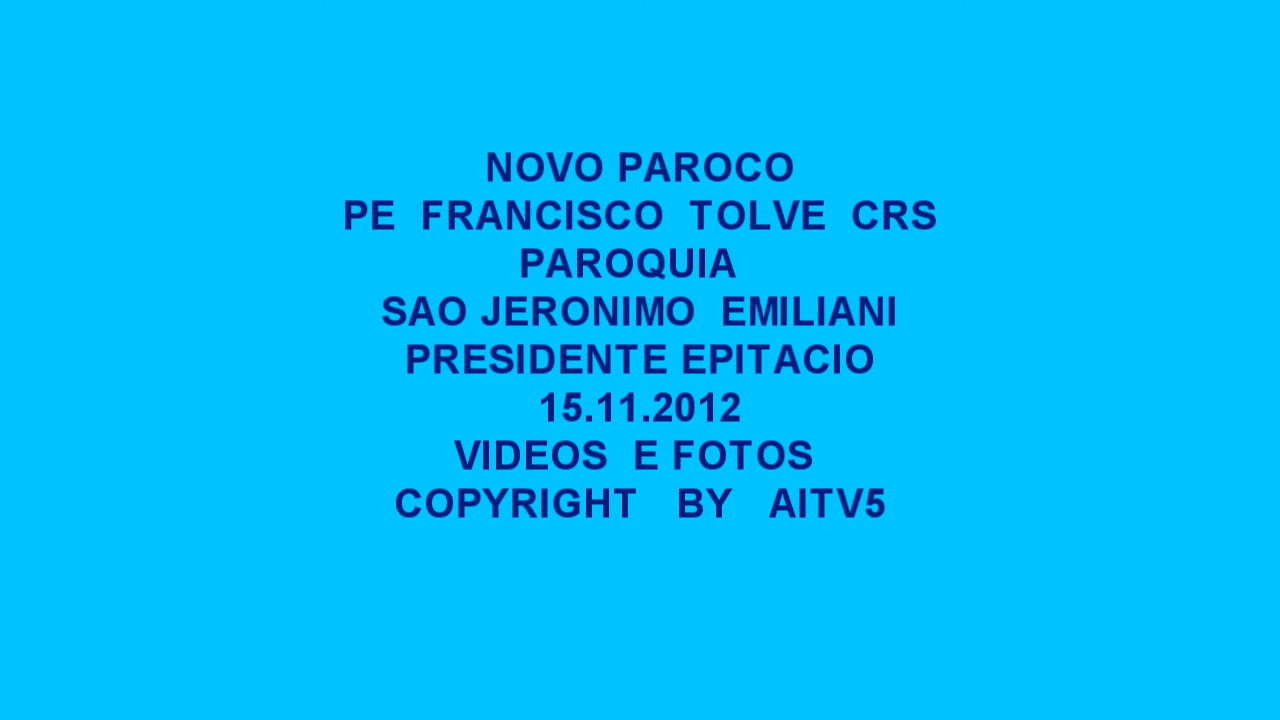 NOVO PAROCO
PE FRANCISCO TOLVE CRS
PAROQUIA
SAO JERONIMO EMILIANI
PRESIDENTE EPITACIO
15.11.2012
VIDEOS E FOTOS
COPYRIGHT BY AITV5